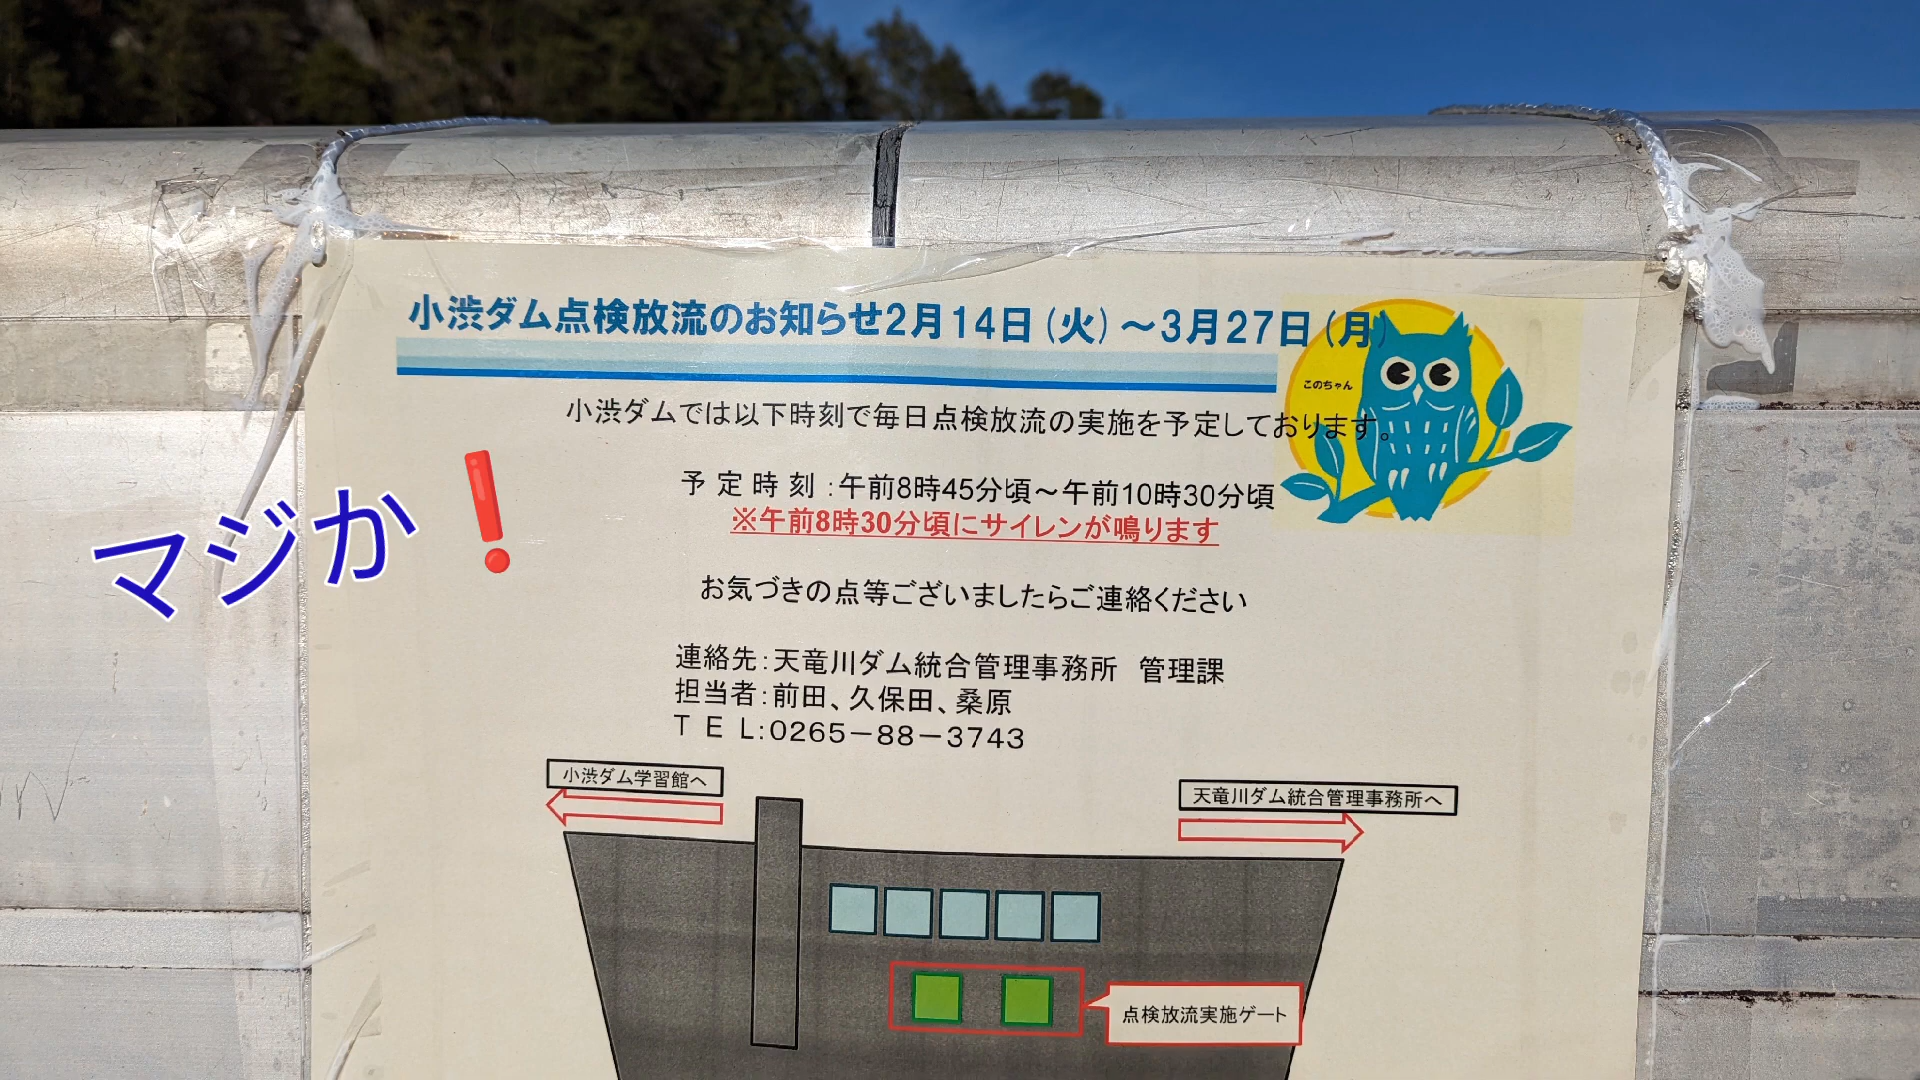 小渋ダム点検放流のお知らせ2月14日(火)~3月27日(月)
このちゃん
小渋ダムでは以下時刻で毎日点検放流の実施を予定しております。
予定時刻:午前8時45分頃~午前10時30分頃
※午前8時30分頃にサイレンが鳴ります
マジか❗
お気づきの点等ございましたらご連絡ください
連絡先:天竜川ダム統合管理事務所 管理課
担当者:前田、久保田、桑原
TEL:0265-88-3743
小渋ダム学習館へ
天竜川ダム統合管理事務所へ
点検放流実施ゲート